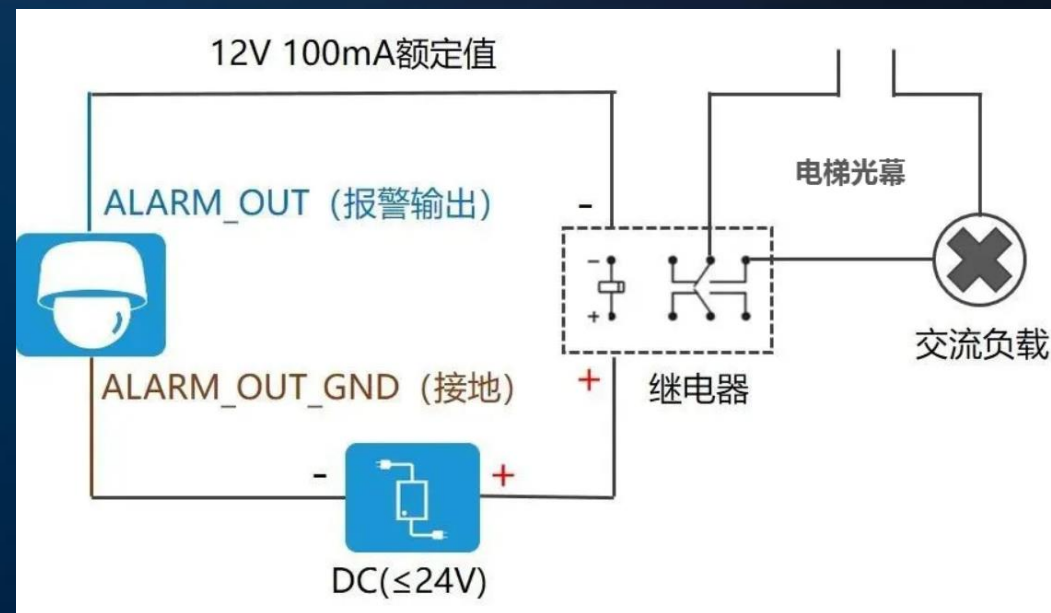 12V 100mA额定值
电梯光幕
ALARM_OUT（报警输出）
-
-
+
交流负载
ALARM_OUT_GND（接地）
+
继电器
-
+
DC(≤24V)